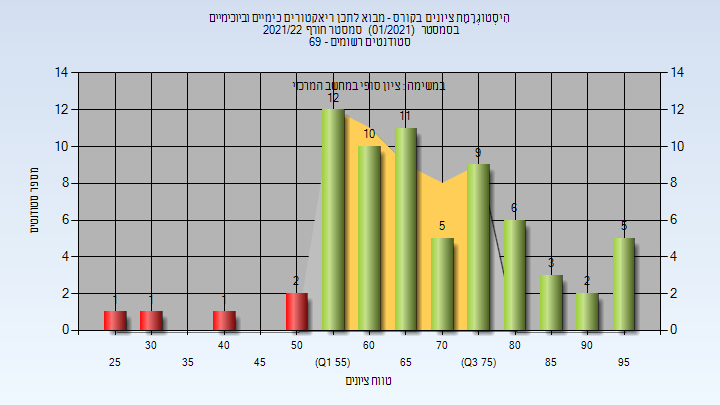 הִיסְטוֹגְרָמַת ציונים בקורס - מבוא לתכן ריאקטורים כימיים וביוכימיים
בסמסטר (01/2021) סמסטר חורף 2021/22
סטודנטים רשומים - 69
במשימה : ציון סופי במחשב המרכזי
מספר סטודנטים
14 14
12 12
10 10
8 8
6 6
4 4
2 2
0 0
1 1 1 2 12 10 11 5 9 6 3 2 5
30 40 50 60 70 80 90
25 35 45 (Q1 55) 65 (Q3 75) 85 95
טווח ציונים